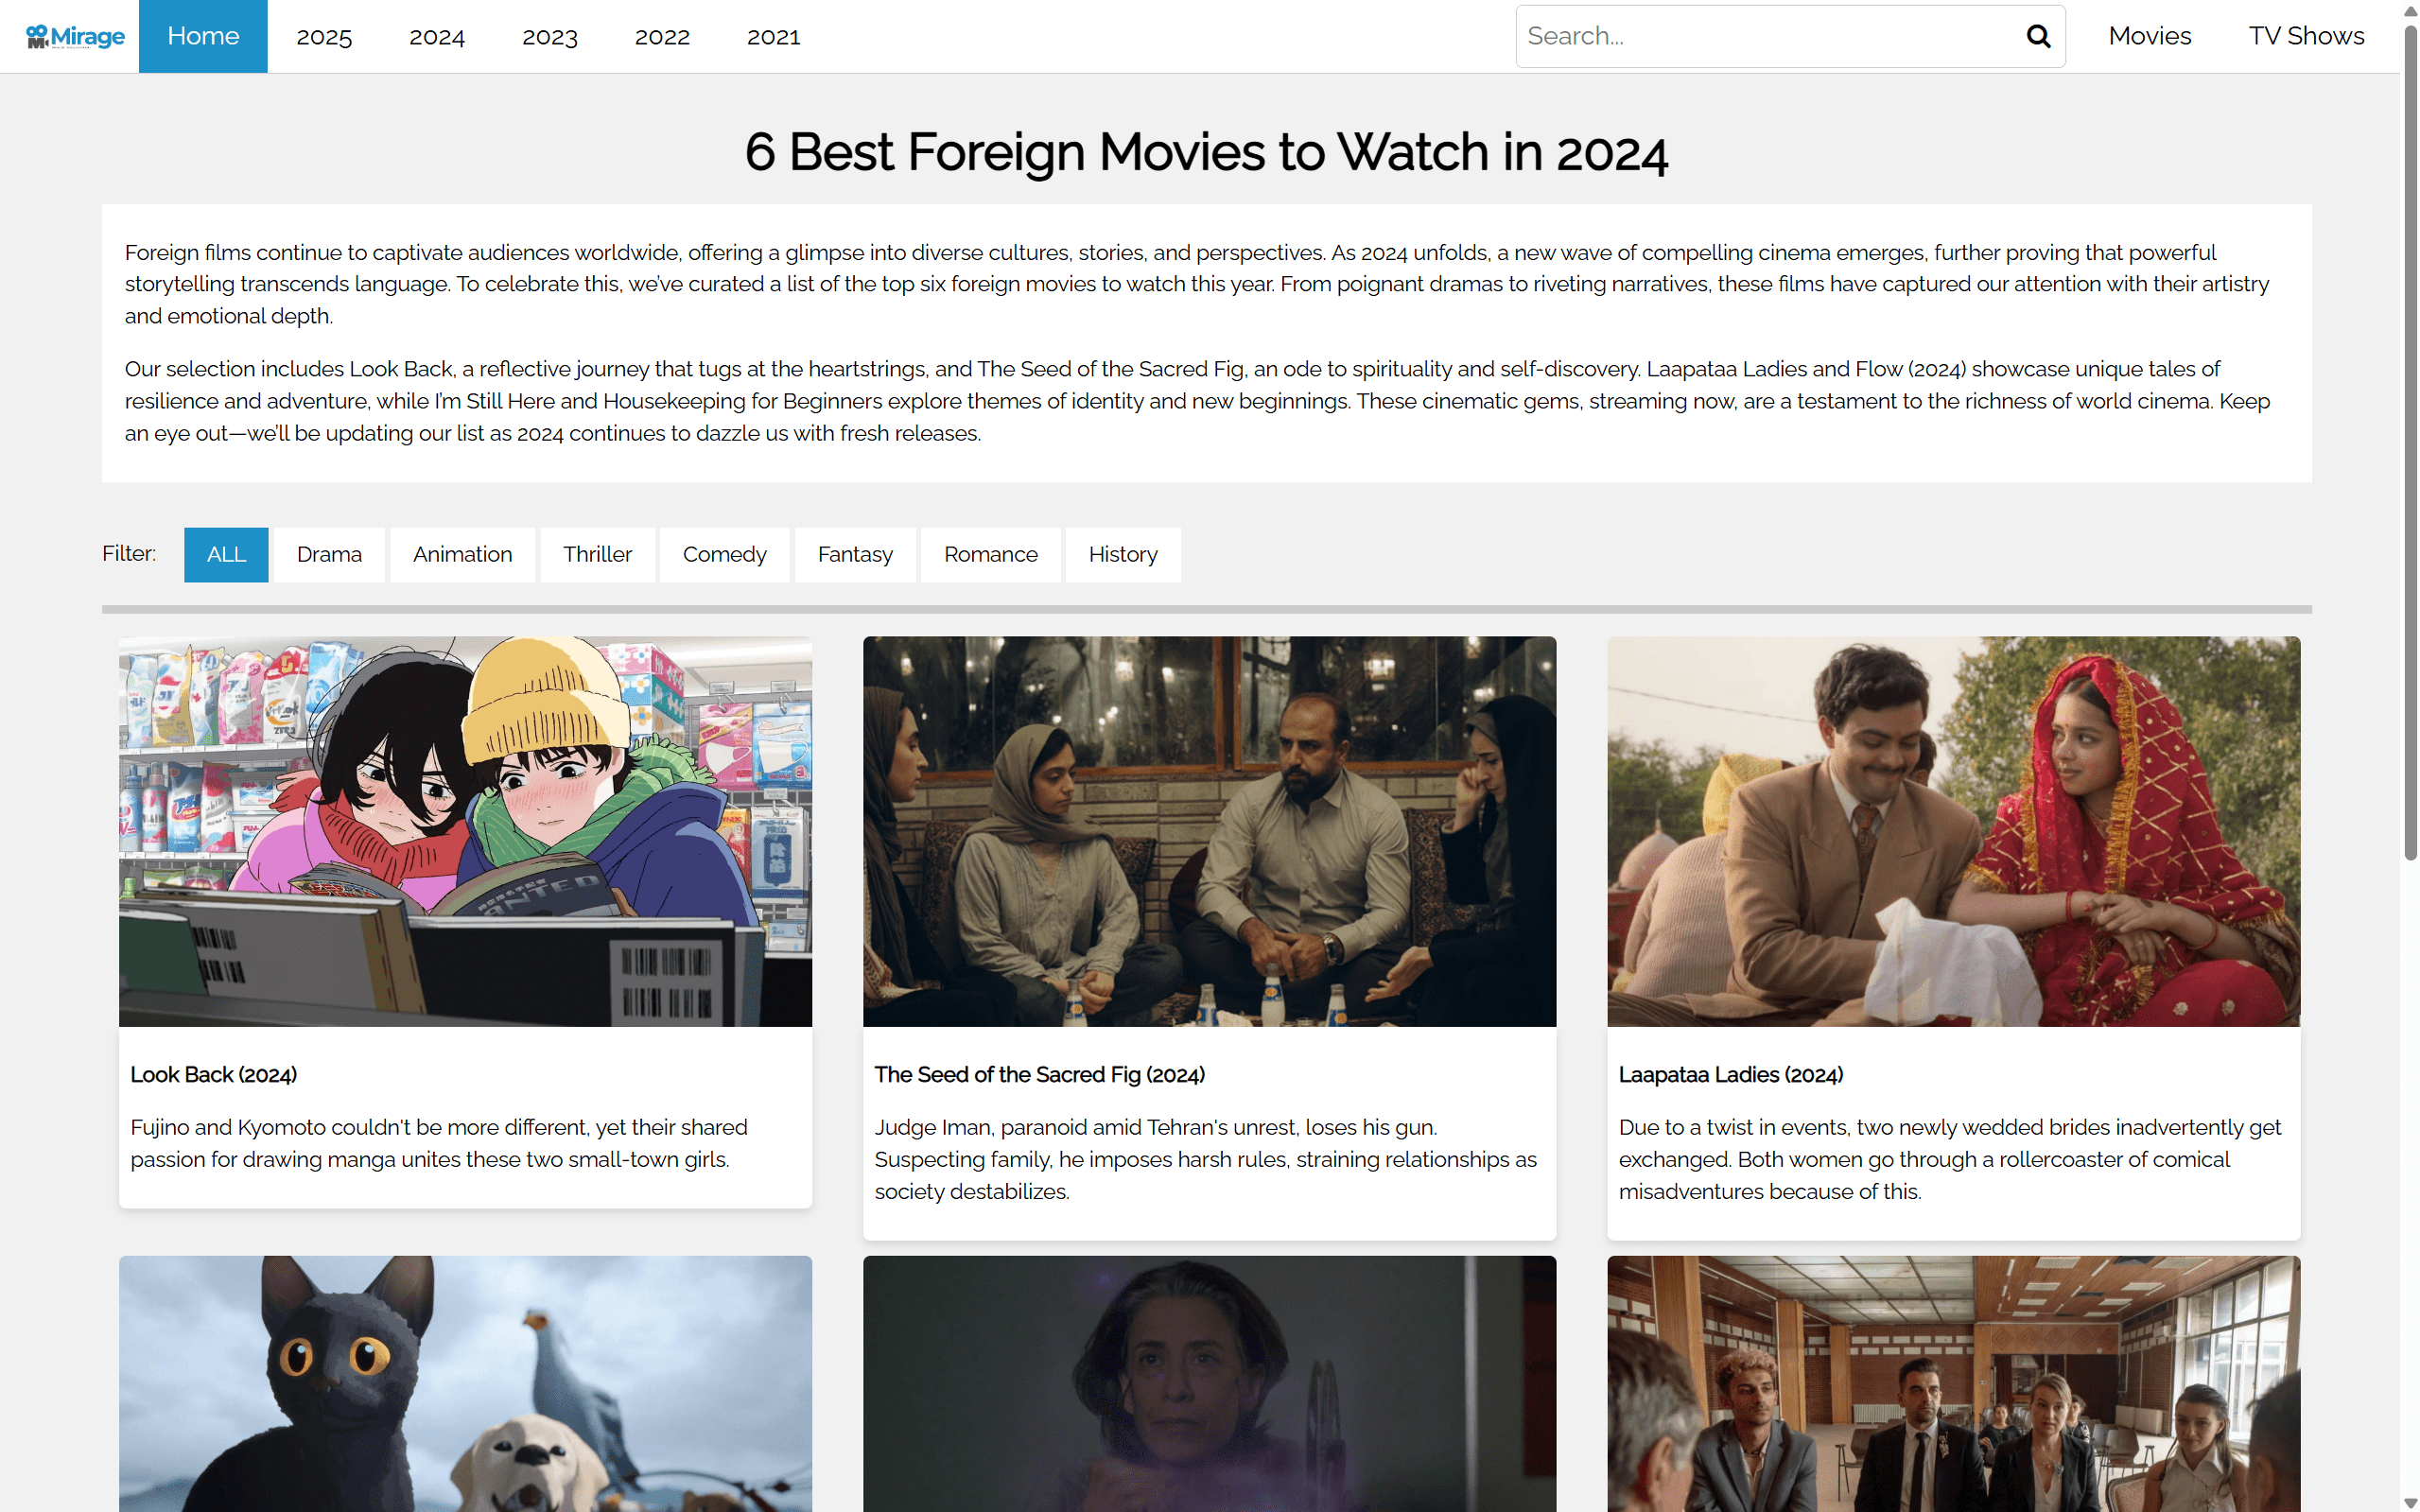 Mirage
Home
2025
2024
2023
2022
2021
Search...
Movies
TV Shows
6 Best Foreign Movies to Watch in 2024
Foreign films continue to captivate audiences worldwide, offering a glimpse into diverse cultures, stories, and perspectives. As 2024 unfolds, a new wave of compelling cinema emerges, further proving that powerful
storytelling transcends language. To celebrate this, we've curated a list of the top six foreign movies to watch this year. From poignant dramas to riveting narratives, these films have captured our attention with their artistry
and emotional depth.
Our selection includes Look Back, a reflective journey that tugs at the heartstrings, and The Seed of the Sacred Fig, an ode to spirituality and self-discovery. Laapataa Ladies and Flow (2024) showcase unique tales of
resilience and adventure, while I'm Still Here and Housekeeping for Beginners explore themes of identity and new beginnings. These cinematic gems, streaming now, are a testament to the richness of world cinema. Keep
an eye out—we'll be updating our list as 2024 continues to dazzle us with fresh releases.
Filter:
ALL
Drama
Animation
Thriller
Comedy
Fantasy
Romance
History
Look Back (2024)
Fujino and Kyomoto couldn't be more different, yet their shared
passion for drawing manga unites these two small-town girls.
The Seed of the Sacred Fig (2024)
Judge Iman, paranoid amid Tehran's unrest, loses his gun.
Suspecting family, he imposes harsh rules, straining relationships as
society destabilizes.
Laapataa Ladies (2024)
Due to a twist in events, two newly wedded brides inadvertently get
exchanged. Both women go through a rollercoaster of comical
misadventures because of this.